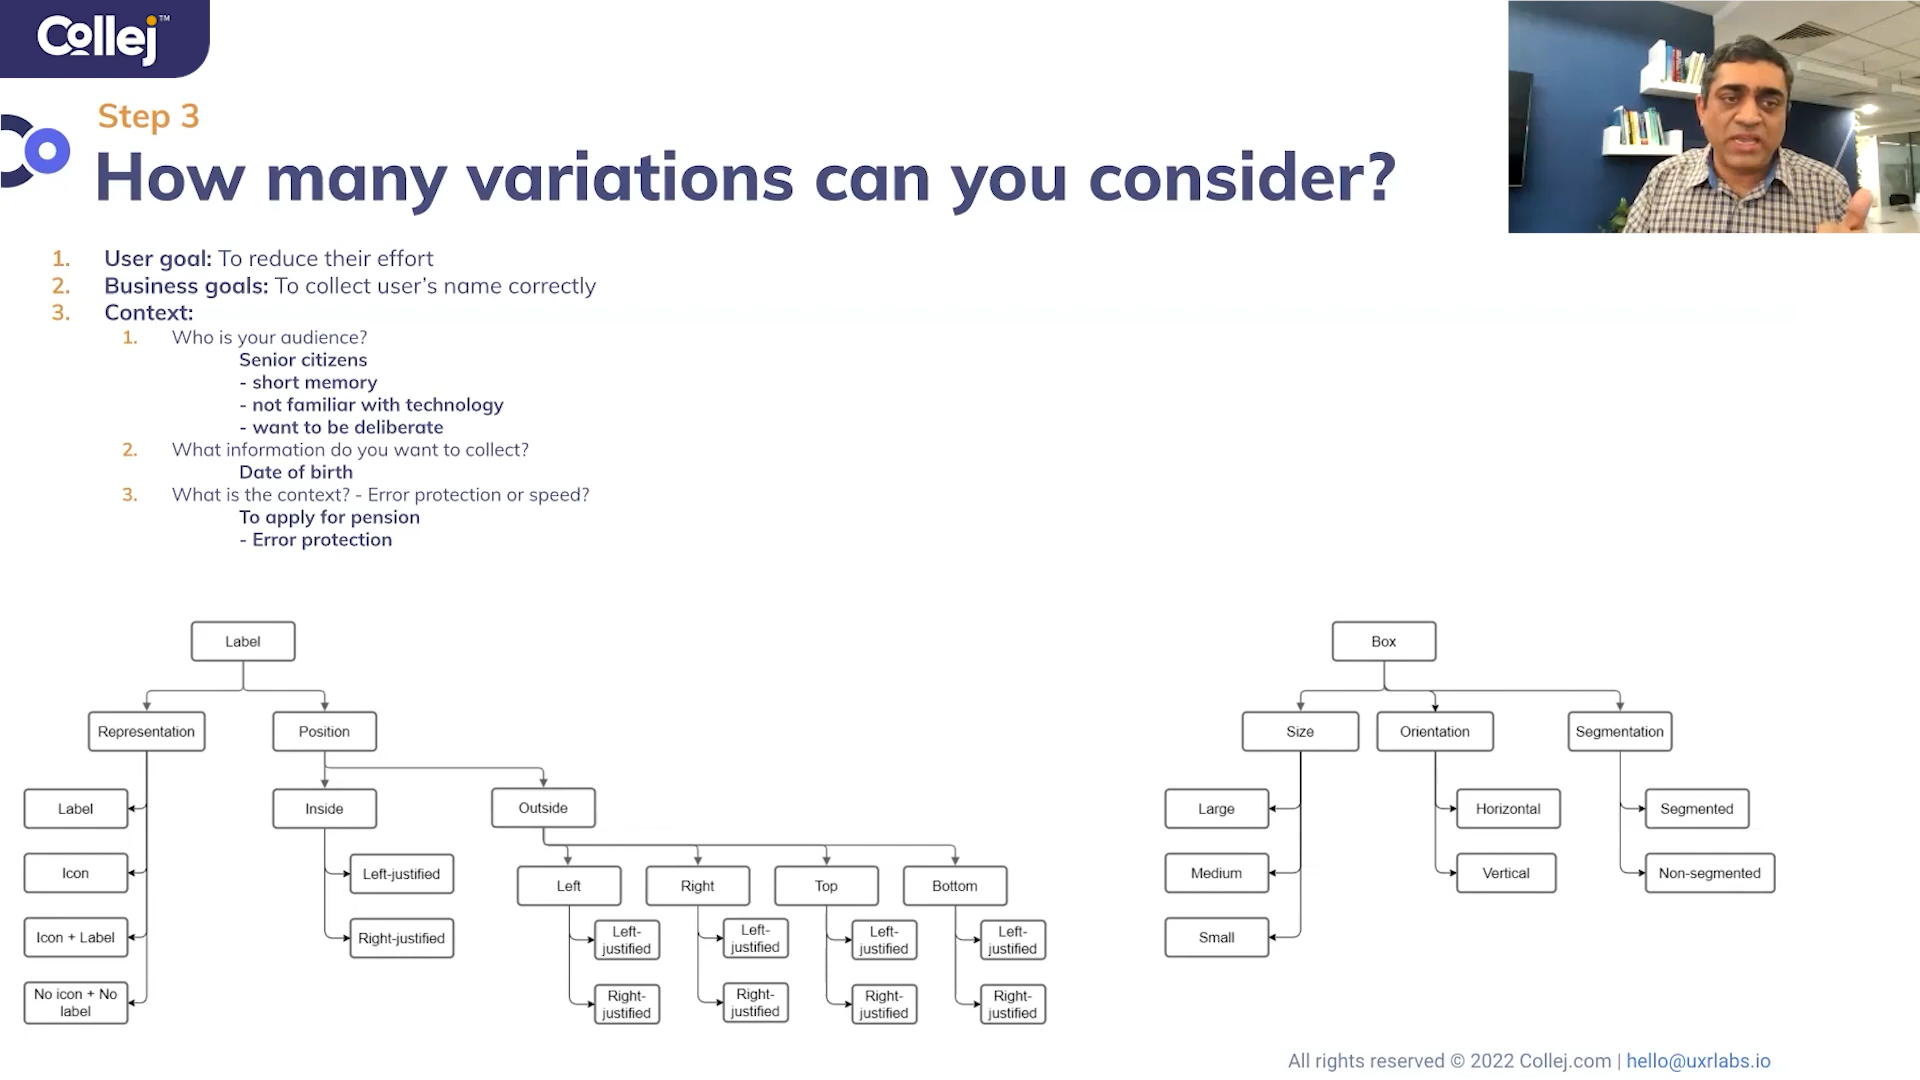 Collej™
Step 3
How many variations can you consider?
1. User goal: To reduce their effort
2. Business goals: To collect user’s name correctly
3. Context:
1. Who is your audience?
Senior citizens
- short memory
- not familiar with technology
- want to be deliberate
2. What information do you want to collect?
Date of birth
3. What is the context? - Error protection or speed?
To apply for pension
- Error protection
Label
Representation
Position
Label
Icon
Icon + Label
No icon + No
label
Inside
Left-justified
Right-justified
Outside
Left
Right
Top
Bottom
Left-
justified
Right-
justified
Left-
justified
Right-
justified
Left-
justified
Right-
justified
Left-
justified
Right-
justified
Box
Size
Orientation
Segmentation
Large
Medium
Small
Horizontal
Vertical
Segmented
Non-segmented
All rights reserved © 2022 Collej.com | hello@uxrlabs.io